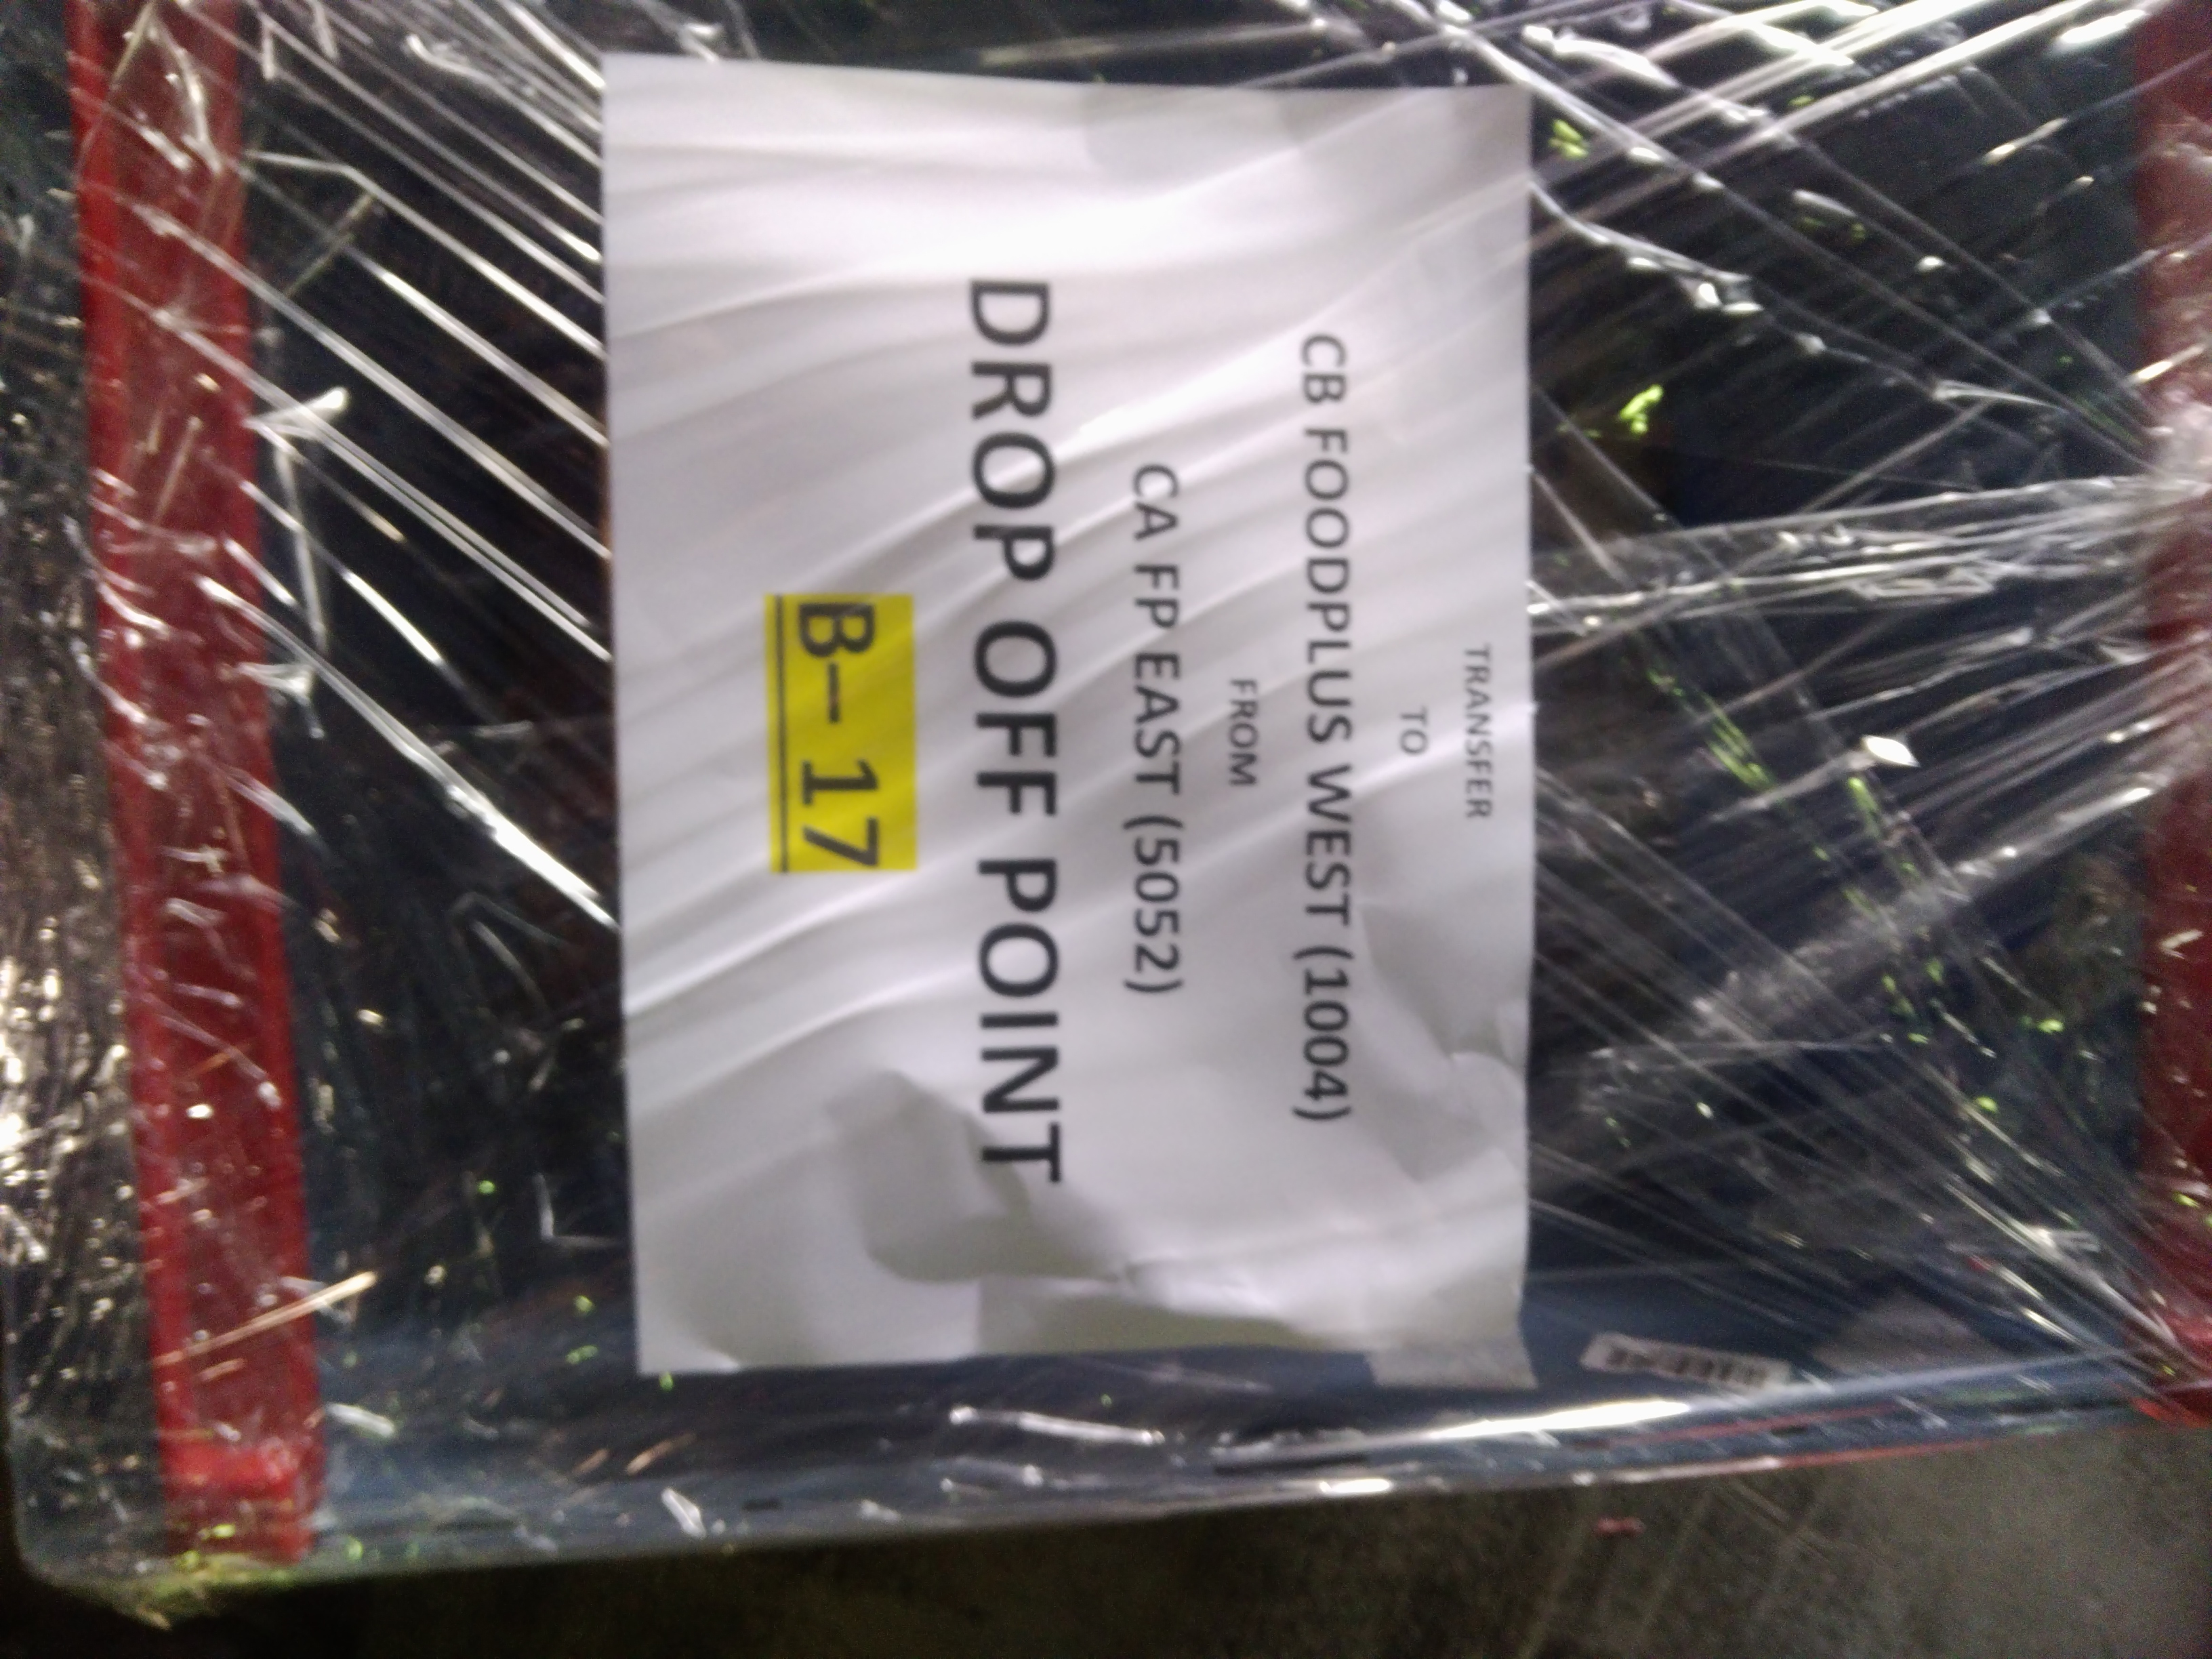 TRANSFER
TO
CB FOODPLUS WEST (1004)
FROM
CA FP EAST (5052)
DROP OFF POINT
B- 17